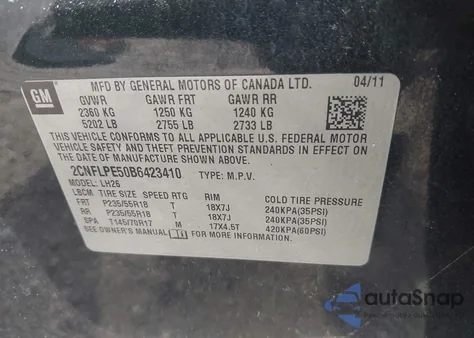 GM
MFD BY GENERAL MOTORS OF CANADA LTD. 04/11
GVWR GAWR FRT GAWR RR
2360 KG 1250 KG 1240 KG
5202 LB 2755 LB 2733 LB
THIS VEHICLE CONFORMS TO ALL APPLICABLE U.S. FEDERAL MOTOR
VEHICLE SAFETY AND THEFT PREVENTION STANDARDS IN EFFECT ON
THE DATE OF MANUFACTURE SHOWN ABOVE.
2CNFLPE50B6423410 TYPE: M.P.V.
MODEL: LH26
LBCM TIRE SIZE SPEED RTG RIM COLD TIRE PRESSURE
FRT P235/55R18 T 18X7J 240KPA(35PSI)
RR P235/55R18 T 18X7J 240KPA(35PSI)
SPA T145/70R17 M 17X4.5T 420KPA(60PSI)
SEE OWNER'S MANUAL FOR MORE INFORMATION.
autoSnap